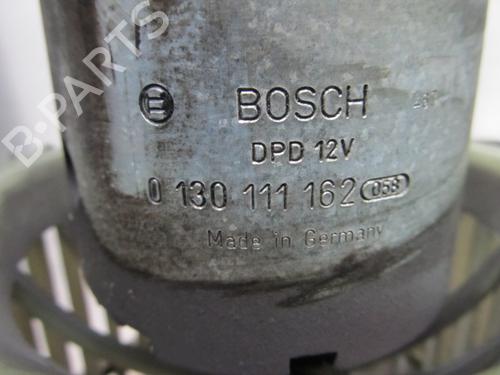 B-PARTS
BOSCH
DPD 12V
0 130 111 162 058
Made in Germany